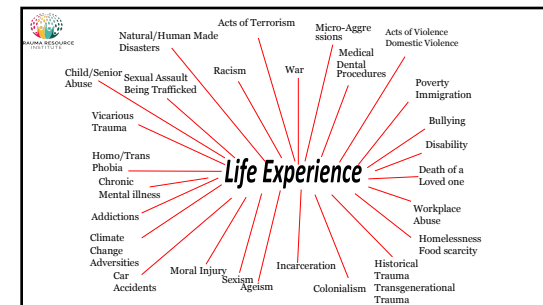 RAUMA RESOURCE
INSTITUTE
Natural/Human Made
Disasters
Acts of Terrorism
Micro-Aggre
ssions
Acts of Violence
Domestic Violence
Child/Senior
Abuse
Sexual Assault
Being Trafficked
Racism
War
Medical
Dental
Procedures
Poverty
Immigration
Vicarious
Trauma
Bullying
Disability
Homo/Trans
Phobia
Life Experience
Death of a
Loved one
Chronic
Mental illness
Addictions
Workplace
Abuse
Climate
Change
Adversities
Homelessness
Food scarcity
Car
Accidents
Moral Injury
Sexism
Ageism
Incarceration
Colonialism
Historical
Trauma
Transgenerational
Trauma